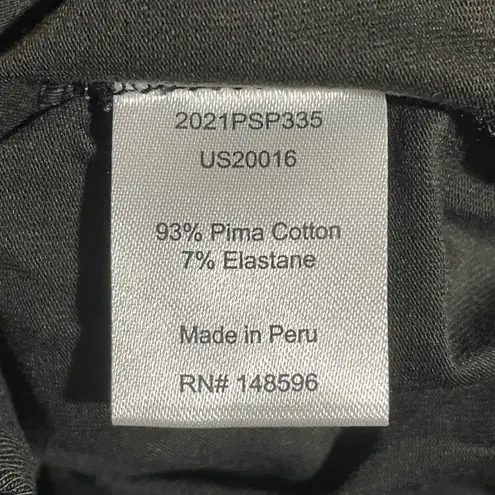 2021PSP335
US20016
93% Pima Cotton
7% Elastane
Made in Peru
RN# 148596